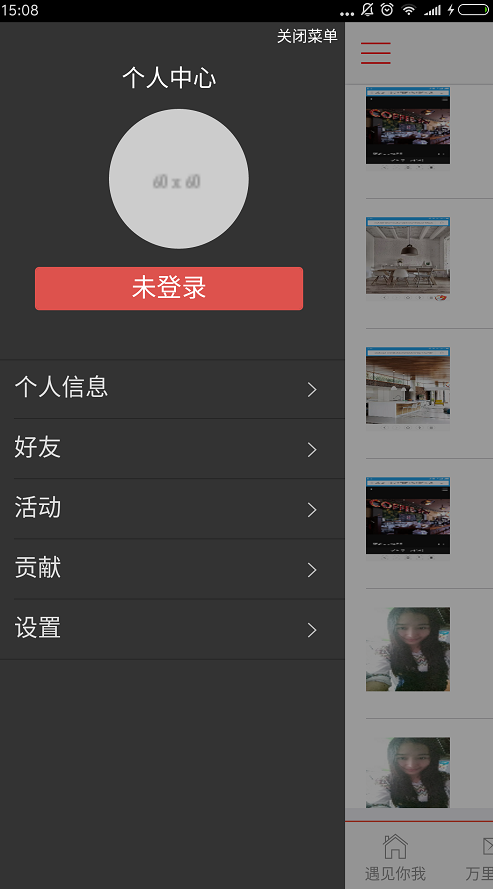 15:08
关闭菜单
个人中心
60 x 60
未登录
个人信息
好友
活动
贡献
设置
遇见你我
万里